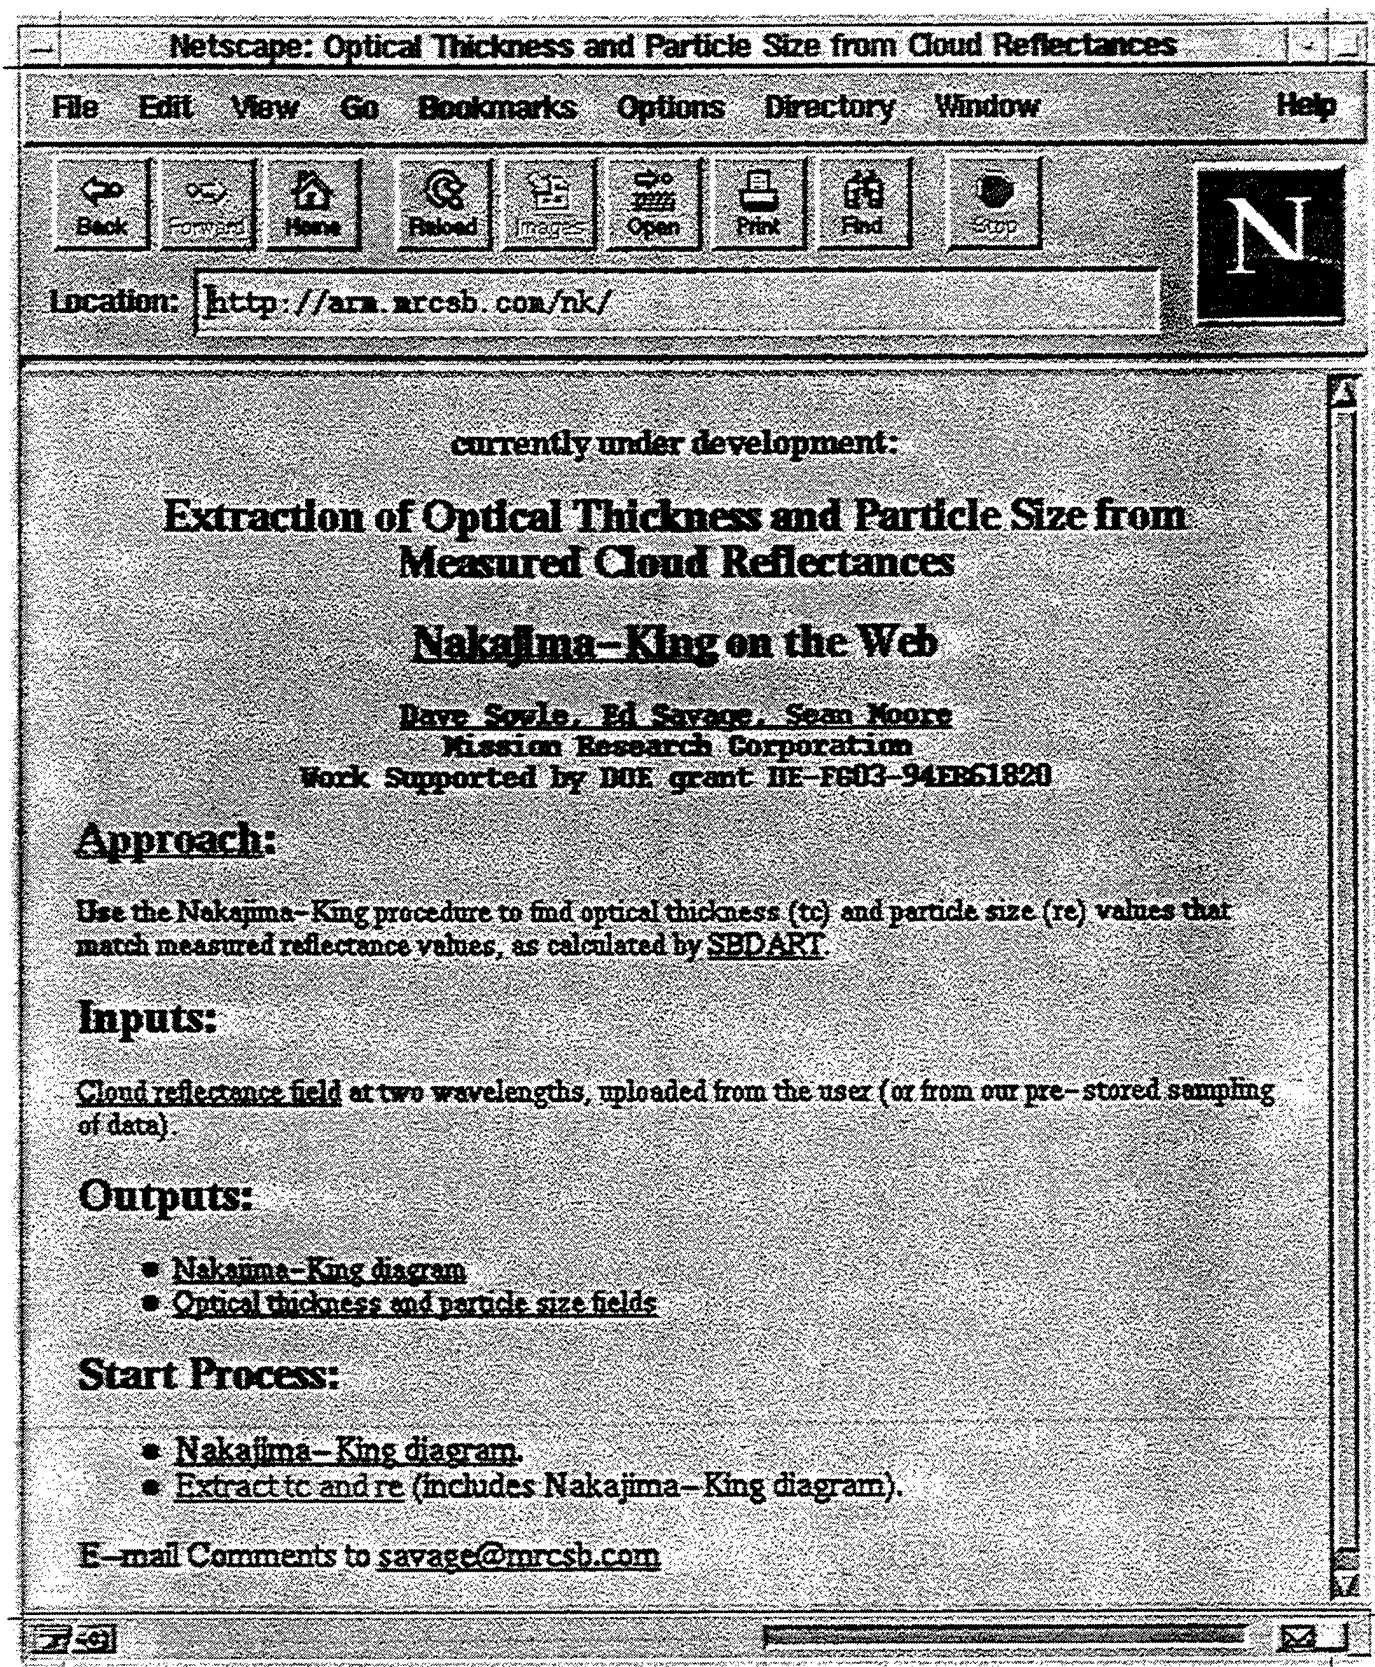 Netscape: Optical Thickness and Particle Size from Cloud Reflectances
File Edit View Go Bookmarks Options Directory Window Help
Back Forward Home Reload Images Open Print Find Stop
N
Location: http://arm.mrcsb.com/nk/
currently under development:
Extraction of Optical Thickness and Particle Size from
Measured Cloud Reflectances
Nakajima-King on the Web
Dave Sowle, Ed Savage, Sean Moore
Mission Research Corporation
Work Supported by DOE grant DE-FG03-94ER61820
Approach:
Use the Nakajima-King procedure to find optical thickness (tc) and particle size (re) values that
match measured reflectance values, as calculated by SBDART.
Inputs:
Cloud reflectance field at two wavelengths, uploaded from the user (or from our pre-stored sampling
of data).
Outputs:
Nakajima-King diagram
Optical thickness and particle size fields
Start Process:
Nakajima-King diagram.
Extract tc and re (includes Nakajima-King diagram).
E-mail Comments to savage@mrcsb.com